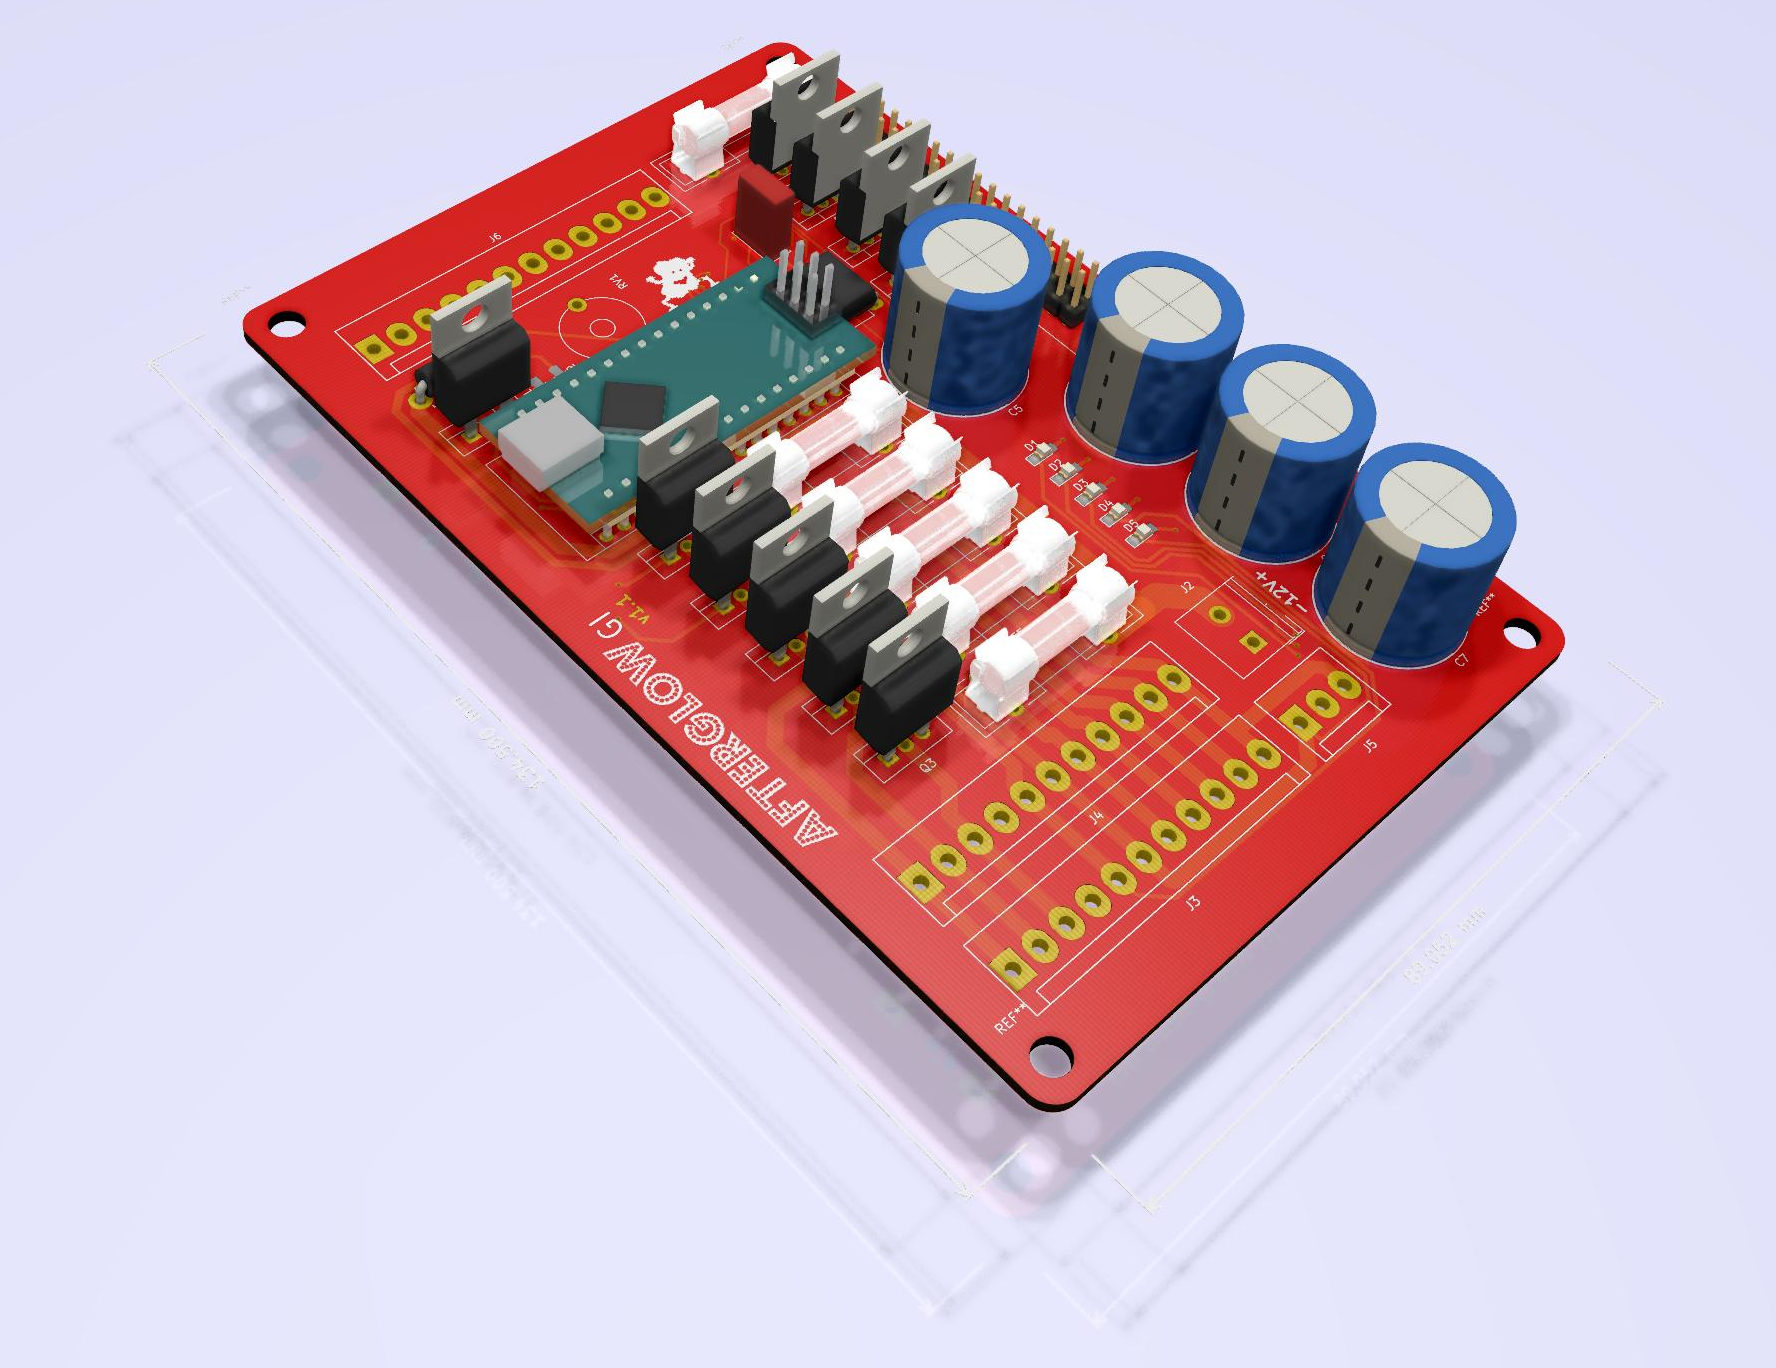 J6
RV1
C5
D1
D2
D3
D4
D5
J2
-12V+
REF**
C7
v1.1
AFTERGLOW GI
Q3
J5
J4
J3
REF**